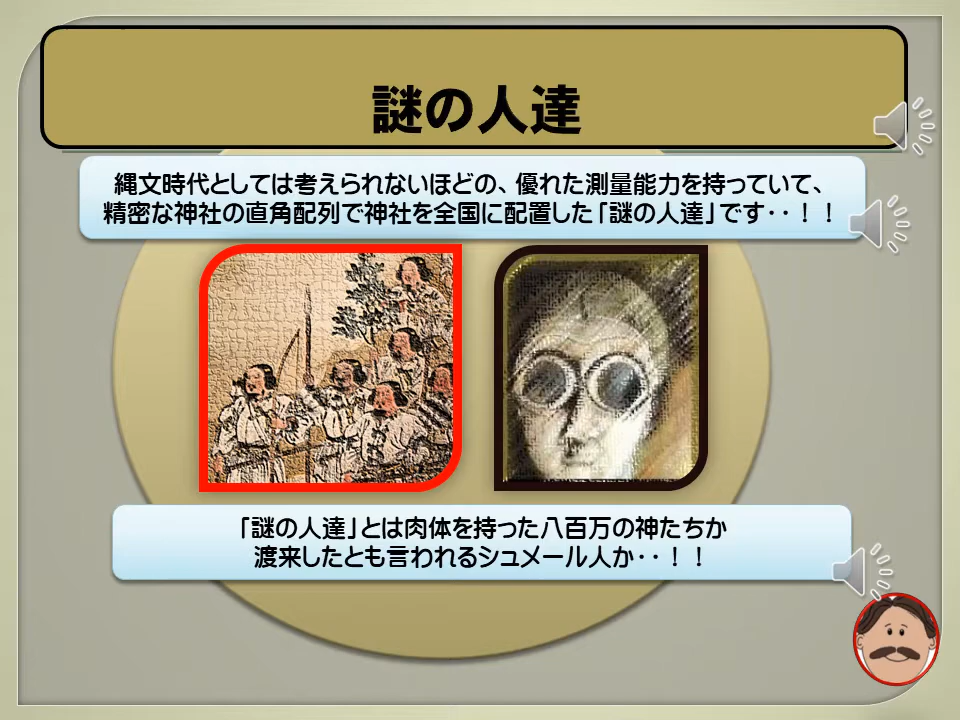 謎の人達
縄文時代としては考えられないほどの、優れた測量能力を持っていて、
精密な神社の直角配列で神社を全国に配置した「謎の人達」です・・！！
「謎の人達」とは肉体を持った八百万の神たちか
渡来したとも言われるシュメール人か・・！！